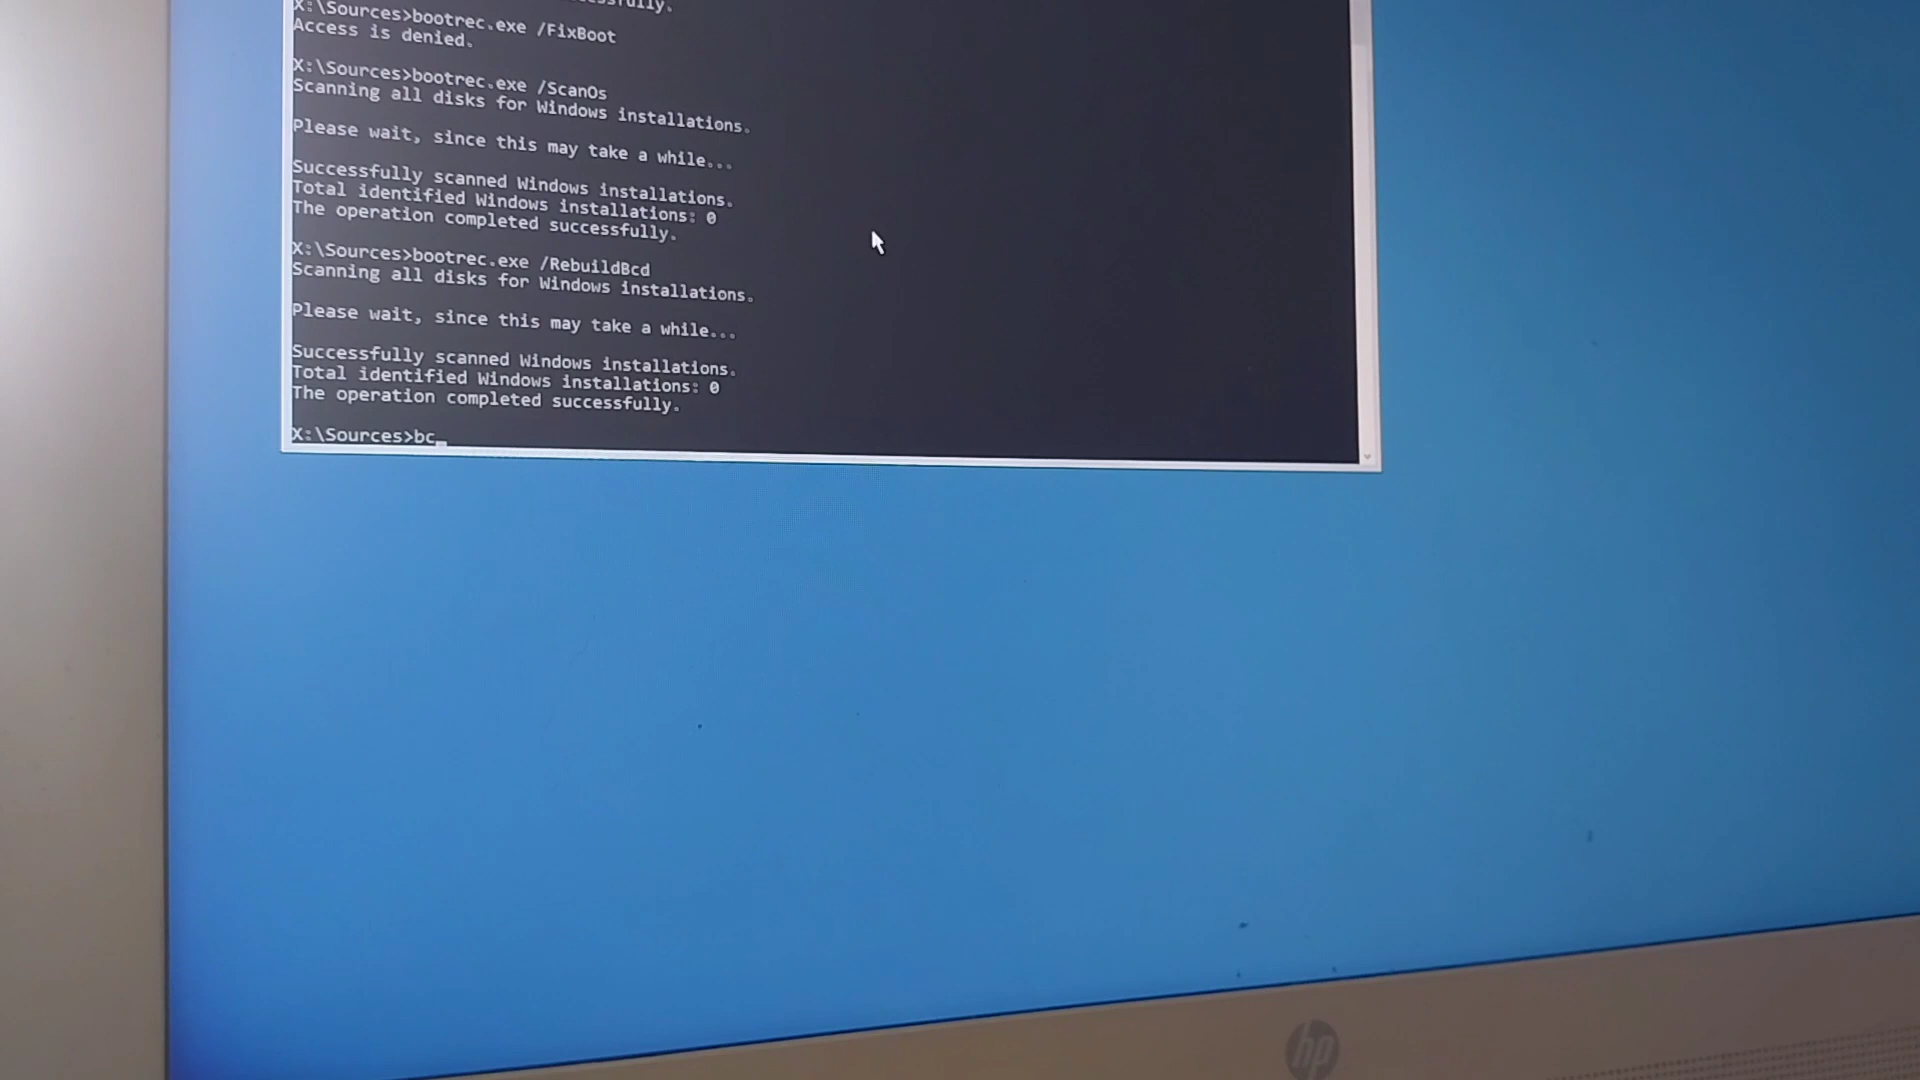 X:\Sources>bootrec.exe /FixBoot
Access is denied.
X:\Sources>bootrec.exe /ScanOs
Scanning all disks for Windows installations.
Please wait, since this may take a while...
Successfully scanned Windows installations.
Total identified Windows installations: 0
The operation completed successfully.
X:\Sources>bootrec.exe /RebuildBcd
Scanning all disks for Windows installations.
Please wait, since this may take a while...
Successfully scanned Windows installations.
Total identified Windows installations: 0
The operation completed successfully.
X:\Sources>bc_
hp